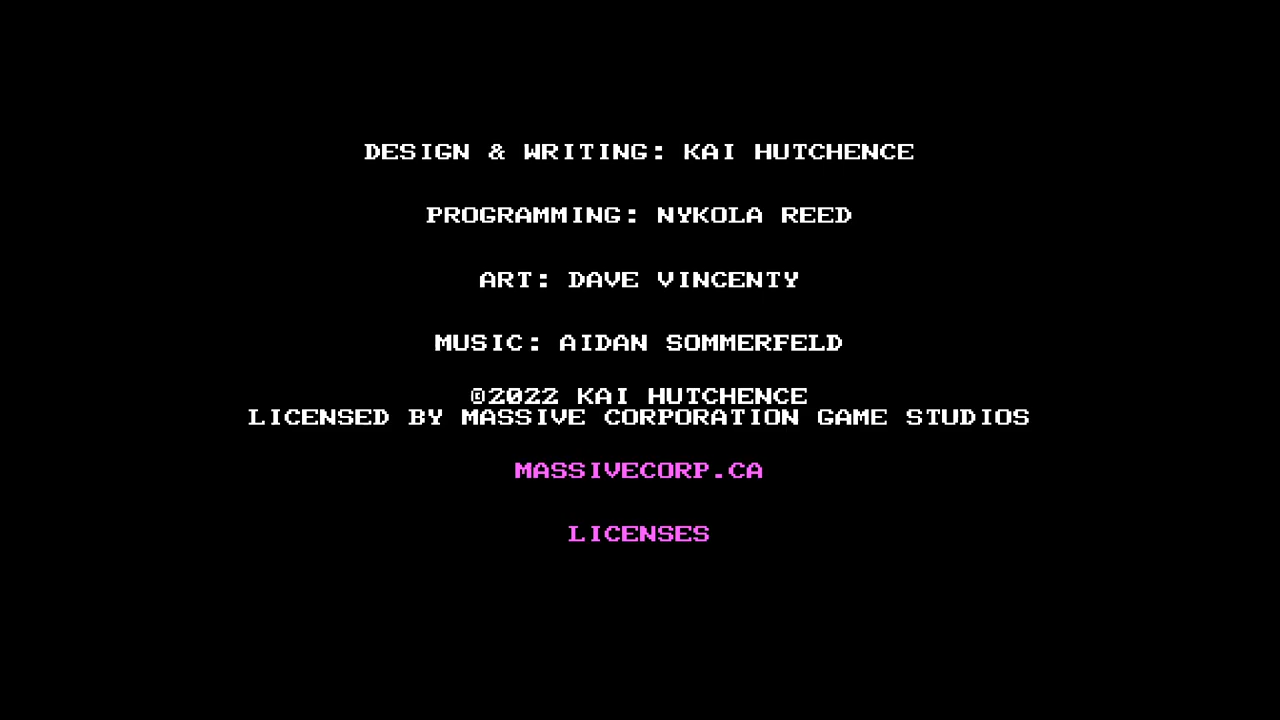 DESIGN & WRITING: KAI HUTCHENCE
PROGRAMMING: NYKOLA REED
ART: DAVE VINCENTY
MUSIC: AIDAN SOMMERFELD
©2022 KAI HUTCHENCE
LICENSED BY MASSIVE CORPORATION GAME STUDIOS
MASSIVECORP.CA
LICENSES